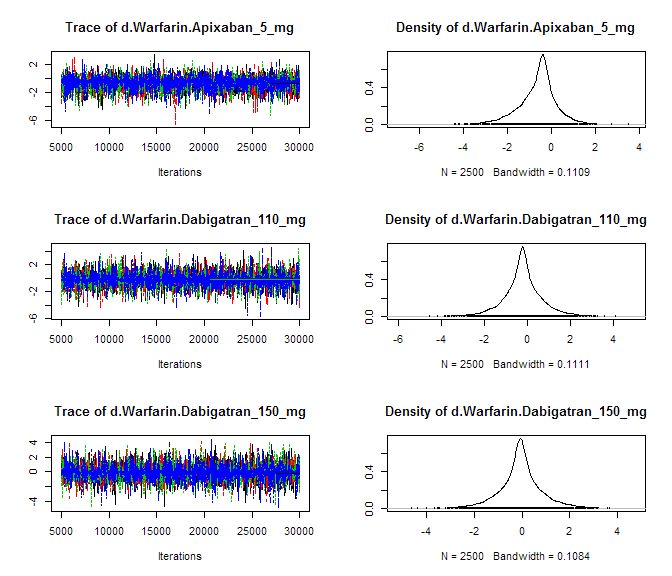 Trace of d.Warfarin.Apixaban_5_mg
2
-2
-6
5000 10000 15000 20000 25000 30000
Iterations
Density of d.Warfarin.Apixaban_5_mg
0.4
0.0
-6 -4 -2 0 2 4
N = 2500 Bandwidth = 0.1109
Trace of d.Warfarin.Dabigatran_110_mg
2
-2
-6
5000 10000 15000 20000 25000 30000
Iterations
Density of d.Warfarin.Dabigatran_110_mg
0.4
0.0
-6 -4 -2 0 2 4
N = 2500 Bandwidth = 0.1111
Trace of d.Warfarin.Dabigatran_150_mg
4
2
0
-4
5000 10000 15000 20000 25000 30000
Iterations
Density of d.Warfarin.Dabigatran_150_mg
0.4
0.0
-4 -2 0 2 4
N = 2500 Bandwidth = 0.1084